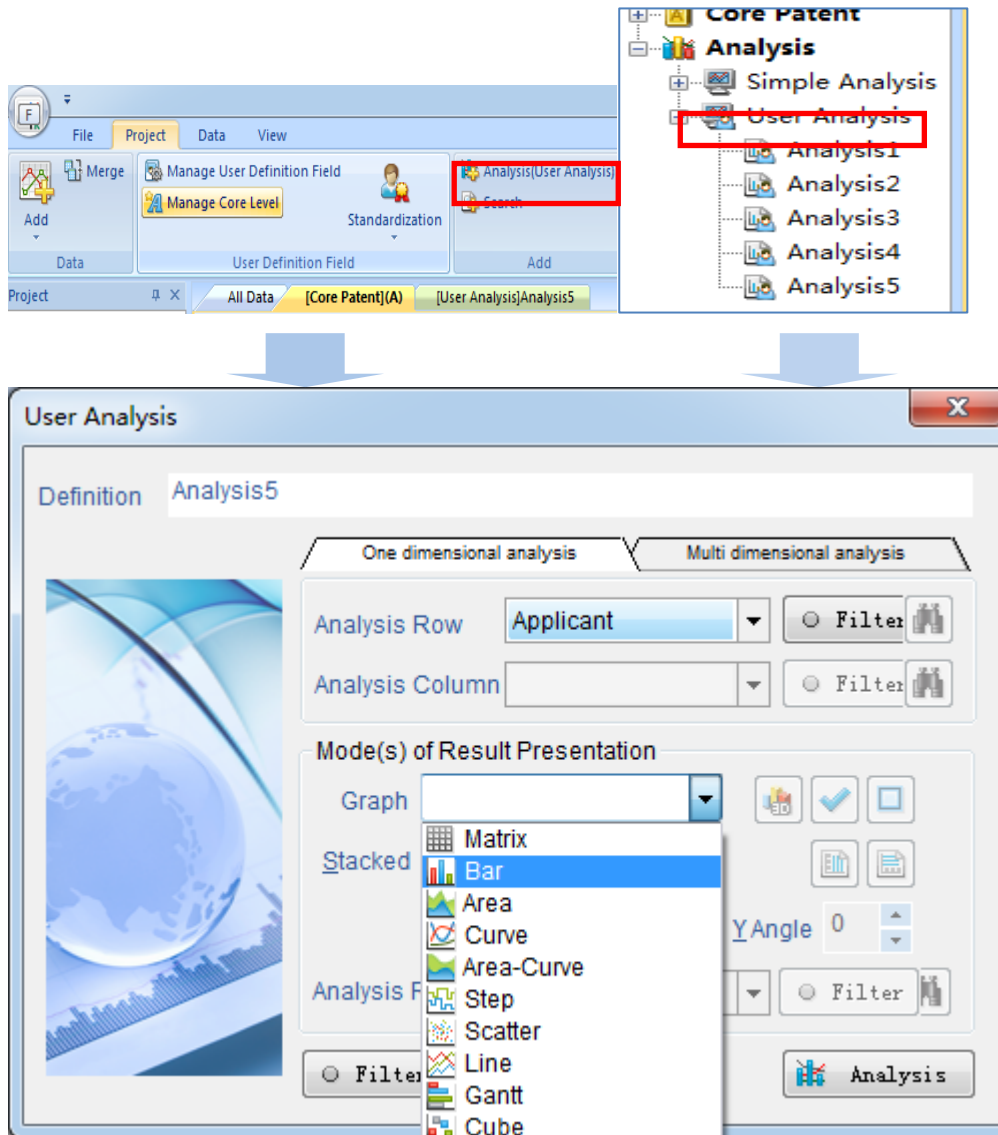 Core Patent
Analysis
Simple Analysis
User Analysis
Analysis1
Analysis2
Analysis3
Analysis4
Analysis5
F
TK
File Project Data View
Merge
Manage User Definition Field
Analysis(User Analysis)
Manage Core Level
Search
Add
Standardization
Data
User Definition Field
Add
Project
All Data
[Core Patent](A)
[User Analysis]Analysis5
User Analysis
Definition Analysis5
One dimensional analysis Multi dimensional analysis
Analysis Row Applicant Filter
Analysis Column Filter
Mode(s) of Result Presentation
Graph
Matrix
Stacked
Bar
Area
Y Angle 0
Curve
Area-Curve
Analysis
Filter
Step
Scatter
Line
Filter
Analysis
Gantt
Cube